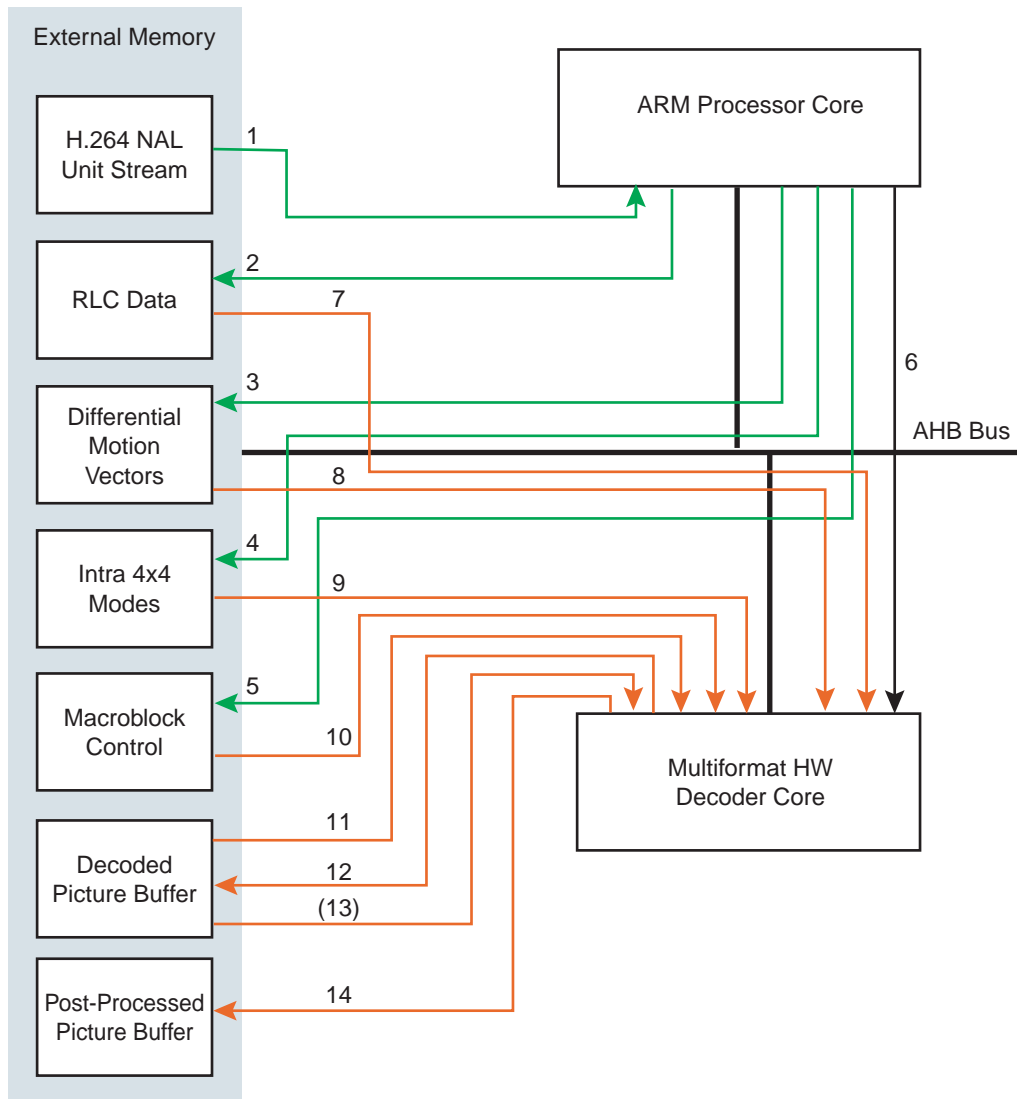 External Memory
ARM Processor Core
H.264 NAL
Unit Stream
1
RLC Data
2
7
6
Differential
Motion
Vectors
3
8
AHB Bus
Intra 4x4
Modes
4
9
Macroblock
Control
5
10
Multiformat HW
Decoder Core
Decoded
Picture Buffer
11
12
(13)
Post-Processed
Picture Buffer
14